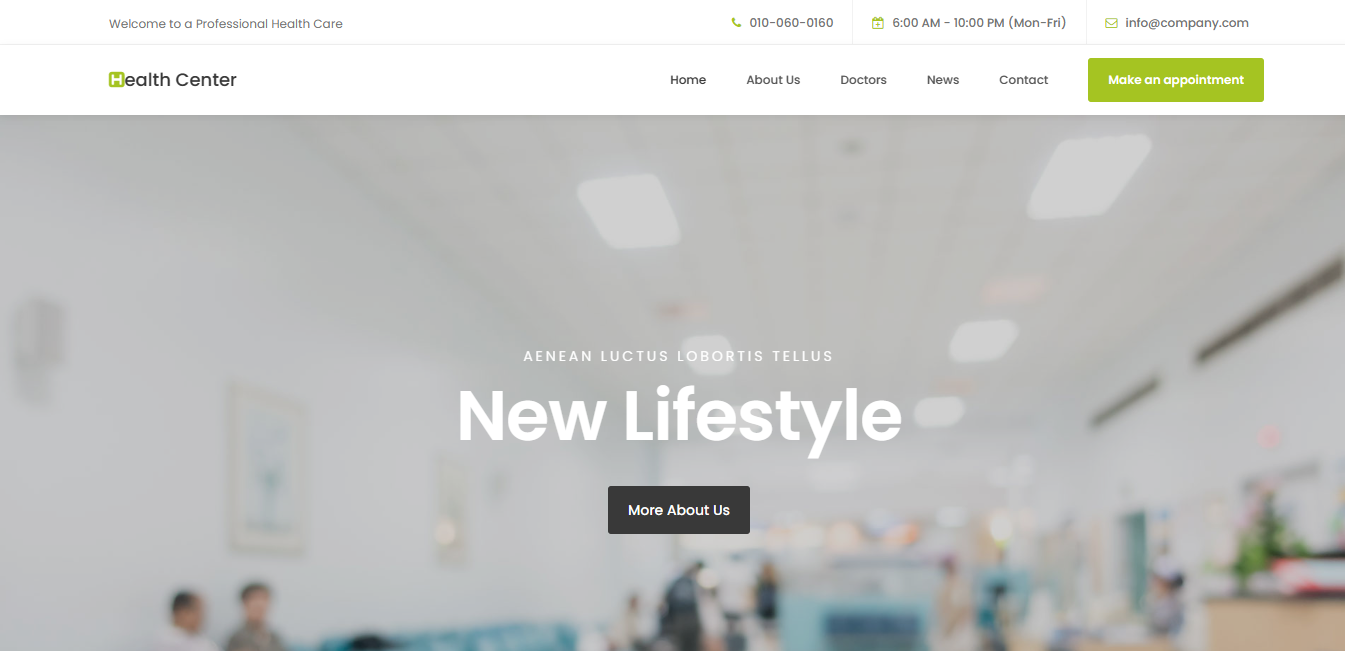 Welcome to a Professional Health Care
010-060-0160
6:00 AM - 10:00 PM (Mon-Fri)
info@company.com
Health Center
Home
About Us
Doctors
News
Contact
Make an appointment
AENEAN LUCTUS LOBORTIS TELLUS
New Lifestyle
More About Us